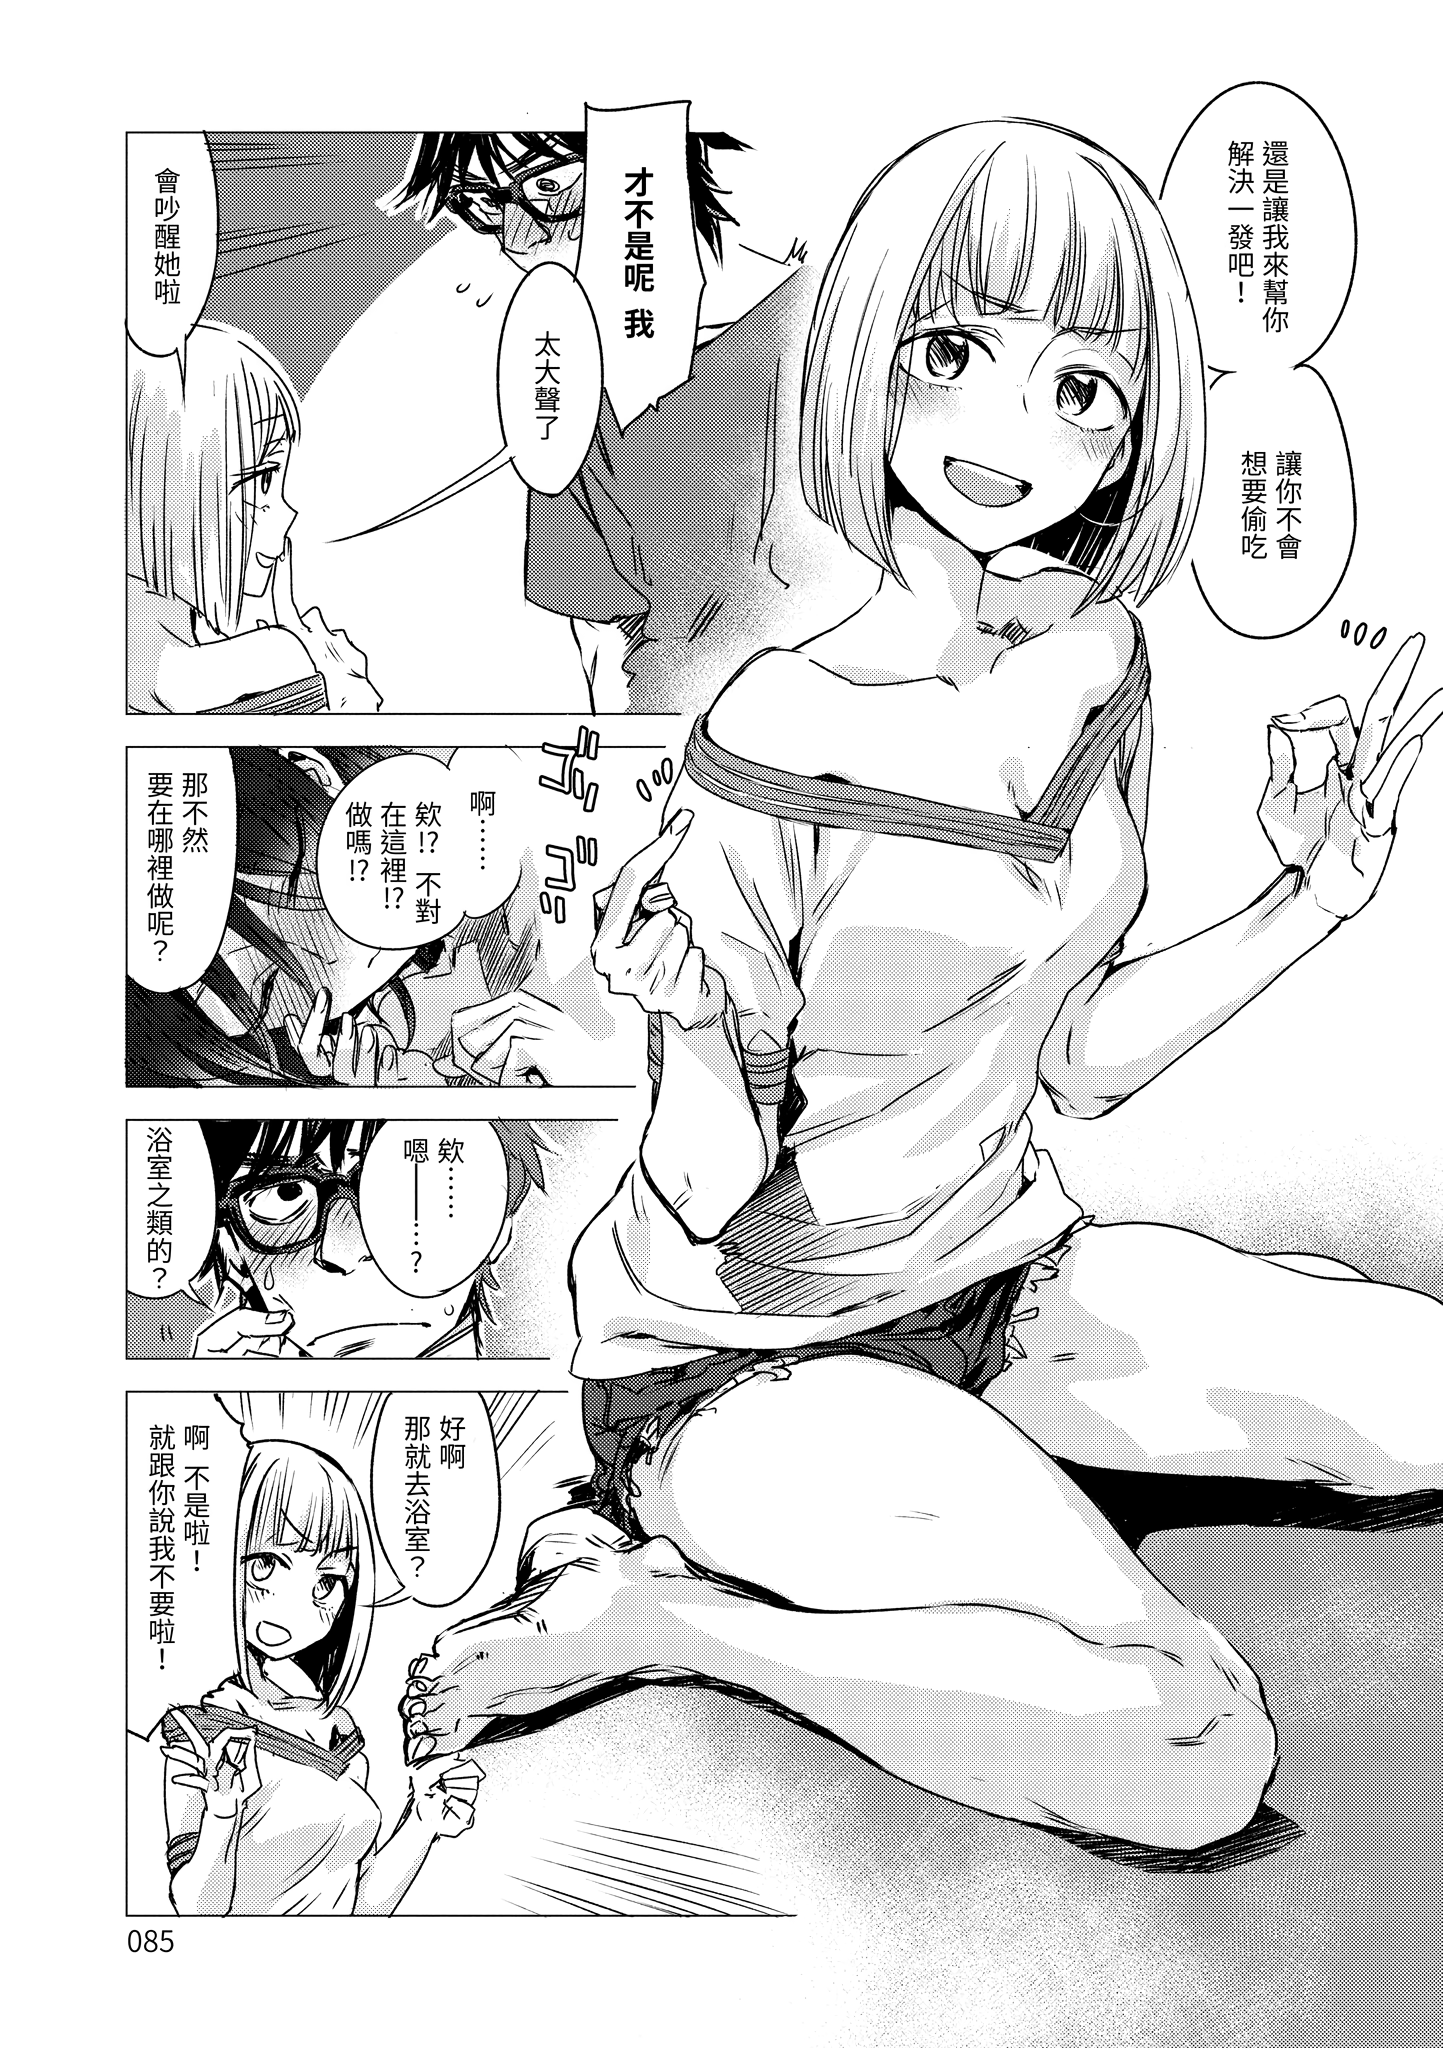 還是讓我來幫你
解決一發吧！
讓你不會
想要偷吃
才不是呢 我
太大聲了
會吵醒她啦
ﾃﾞﾝ
ｺﾞﾆ
啊……
欸!? 不對
在這裡!?
做嗎!?
那不然
要在哪裡做呢？
欸……
嗯——……?
浴室之類的？
好啊
那就去浴室？
啊 不是啦！
就跟你說我不要啦！
085